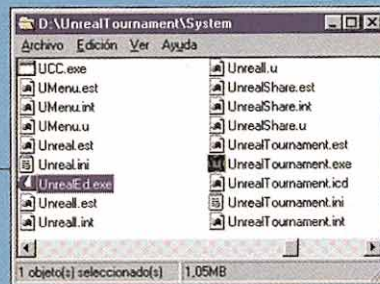 D:\UnrealTournament\System
Archivo Edición Ver Ayuda
UCC.exe
UMenu.est
UMenu.int
UMenu.u
Unreal.est
Unreal.ini
UnrealEd.exe
UnrealI.est
UnrealI.int
UnrealI.u
UnrealShare.est
UnrealShare.int
UnrealShare.u
UnrealTournament.est
UnrealTournament.exe
UnrealTournament.icd
UnrealTournament.ini
UnrealTournament.int
1 objeto(s) seleccionado(s) 1,05MB